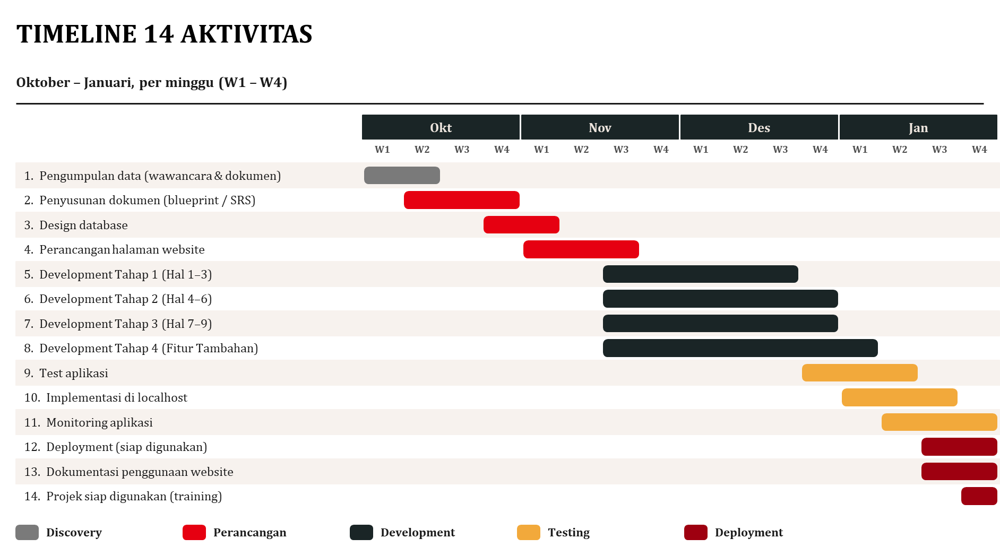 TIMELINE 14 AKTIVITAS
Oktober – Januari, per minggu (W1 – W4)
Okt Nov Des Jan
W1 W2 W3 W4 W1 W2 W3 W4 W1 W2 W3 W4 W1 W2 W3 W4
1. Pengumpulan data (wawancara & dokumen)
2. Penyusunan dokumen (blueprint / SRS)
3. Design database
4. Perancangan halaman website
5. Development Tahap 1 (Hal 1–3)
6. Development Tahap 2 (Hal 4–6)
7. Development Tahap 3 (Hal 7–9)
8. Development Tahap 4 (Fitur Tambahan)
9. Test aplikasi
10. Implementasi di localhost
11. Monitoring aplikasi
12. Deployment (siap digunakan)
13. Dokumentasi penggunaan website
14. Projek siap digunakan (training)
Discovery Perancangan Development Testing Deployment